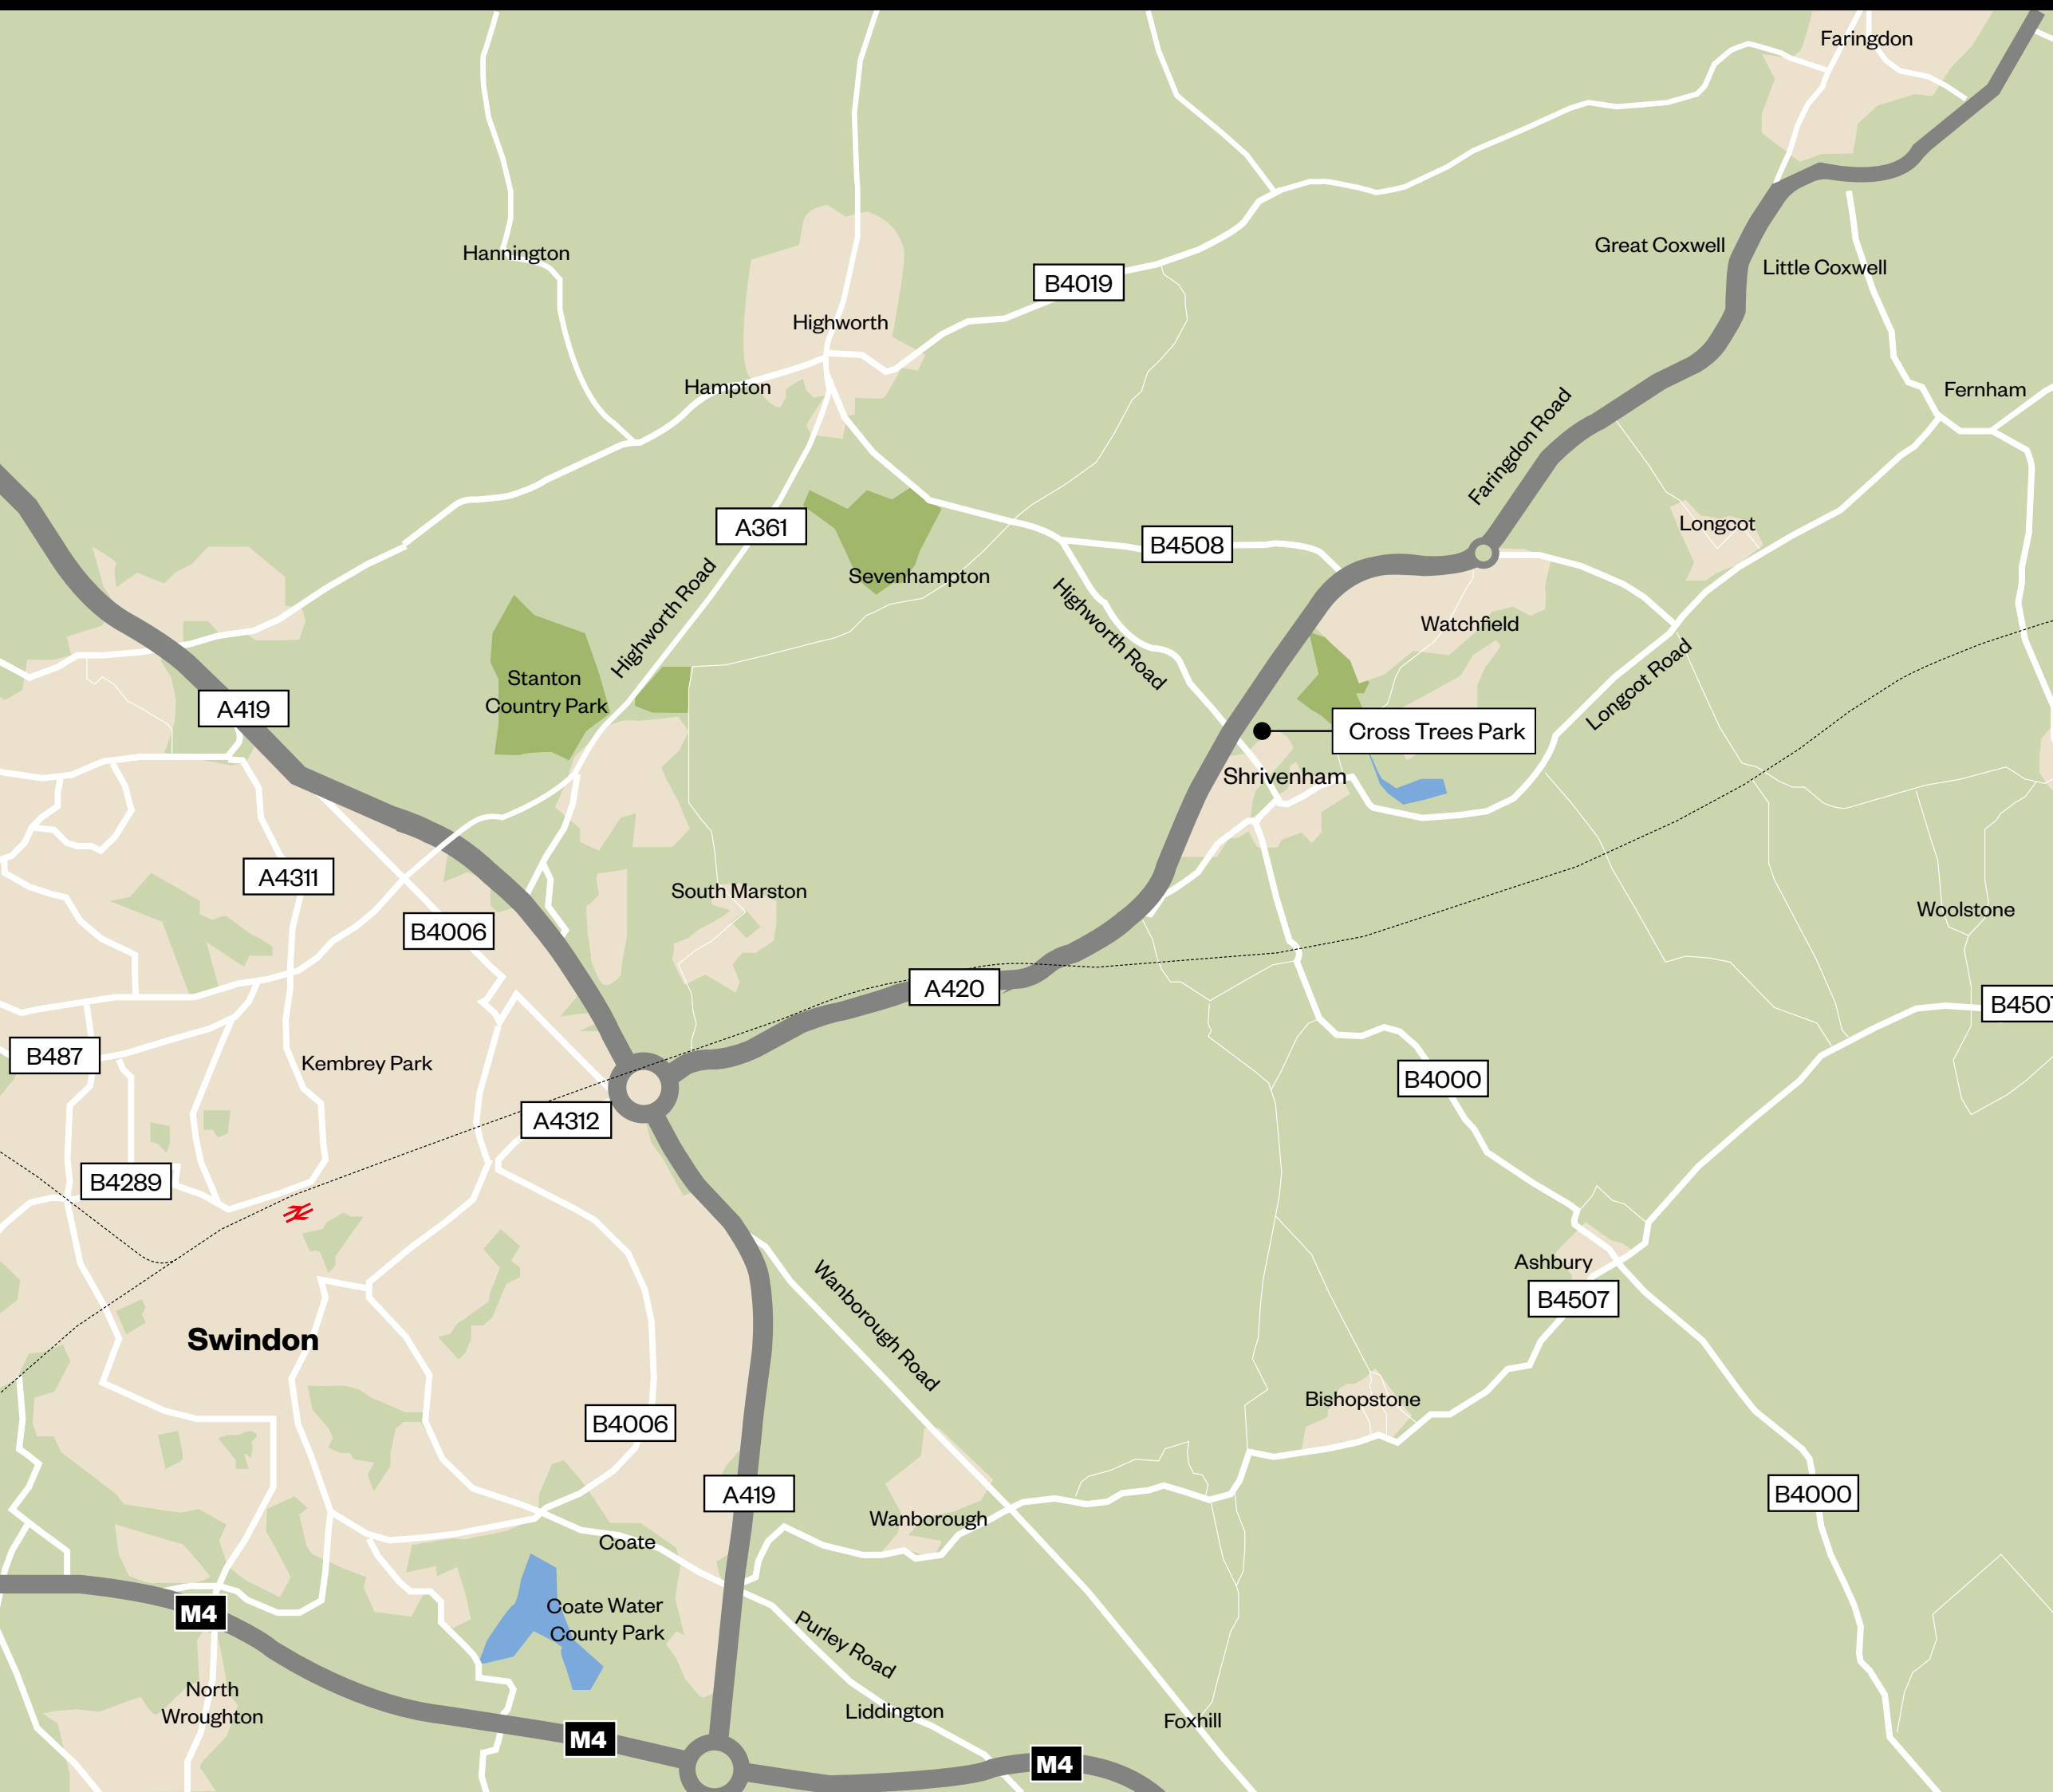 Faringdon
Great Coxwell
Hannington
Little Coxwell
B4019
Highworth
Hampton
Fernham
Faringdon Road
A361
Longcot
B4508
Sevenhampton
Highworth Road
Highworth Road
Watchfield
Stanton
Country Park
Longcot Road
A419
Cross Trees Park
Shrivenham
A4311
South Marston
B4006
Woolstone
A420
B4507
B487
Kembrey Park
B4000
A4312
B4289
Ashbury
B4507
Wanborough Road
Swindon
Bishopstone
B4006
A419
B4000
Wanborough
Coate
Coate Water
County Park
M4
Purley Road
North
Wroughton
Liddington
Foxhill
M4
M4